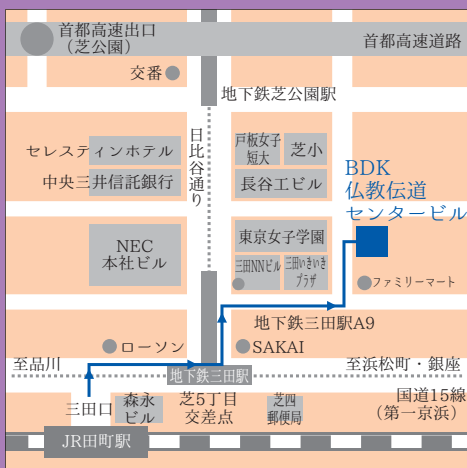 首都高速出口
（芝公園）
首都高速道路
交番
地下鉄芝公園駅
日比谷通り
セレスティンホテル
中央三井信託銀行
戸板女子
短大
芝小
長谷工ビル
BDK
仏教伝道
センタービル
NEC
本社ビル
東京女子学園
三田NNビル
三田いきいき
プラザ
ファミリーマート
地下鉄三田駅A9
ローソン
SAKAI
至品川
至浜松町・銀座
地下鉄三田駅
三田口
森永
ビル
芝5丁目
交差点
芝四
郵便局
国道15線
（第一京浜）
JR田町駅